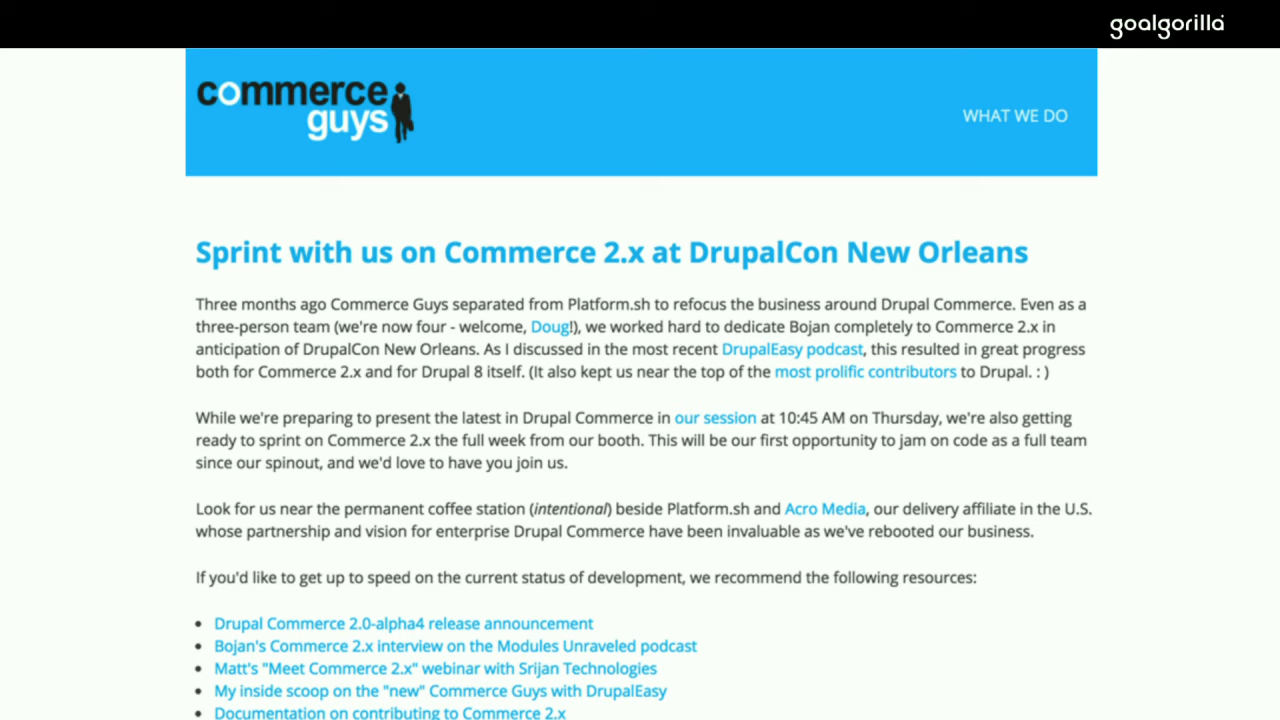 goalgorilla
commerce
guys
WHAT WE DO
Sprint with us on Commerce 2.x at DrupalCon New Orleans
Three months ago Commerce Guys separated from Platform.sh to refocus the business around Drupal Commerce. Even as a
three-person team (we're now four - welcome, Doug!), we worked hard to dedicate Bojan completely to Commerce 2.x in
anticipation of DrupalCon New Orleans. As I discussed in the most recent DrupalEasy podcast, this resulted in great progress
both for Commerce 2.x and for Drupal 8 itself. (It also kept us near the top of the most prolific contributors to Drupal. : )
While we're preparing to present the latest in Drupal Commerce in our session at 10:45 AM on Thursday, we're also getting
ready to sprint on Commerce 2.x the full week from our booth. This will be our first opportunity to jam on code as a full team
since our spinout, and we'd love to have you join us.
Look for us near the permanent coffee station (intentional) beside Platform.sh and Acro Media, our delivery affiliate in the U.S.
whose partnership and vision for enterprise Drupal Commerce have been invaluable as we've rebooted our business.
If you'd like to get up to speed on the current status of development, we recommend the following resources:
• Drupal Commerce 2.0-alpha4 release announcement
• Bojan's Commerce 2.x interview on the Modules Unraveled podcast
• Matt's "Meet Commerce 2.x" webinar with Srijan Technologies
• My inside scoop on the "new" Commerce Guys with DrupalEasy
• Documentation on contributing to Commerce 2.x